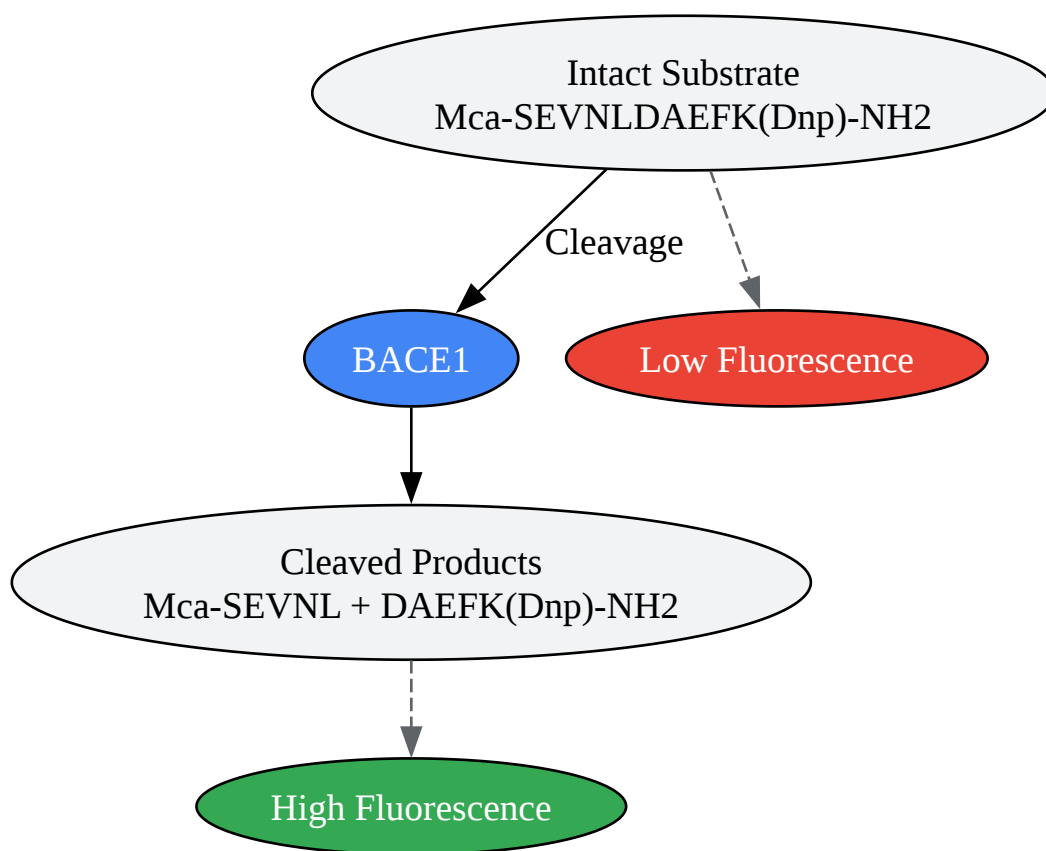 Intact Substrate
Mca-SEVNLDAEFK(Dnp)-NH2
Cleavage
BACE1
Low Fluorescence
Cleaved Products
Mca-SEVNL + DAEFK(Dnp)-NH2
High Fluorescence